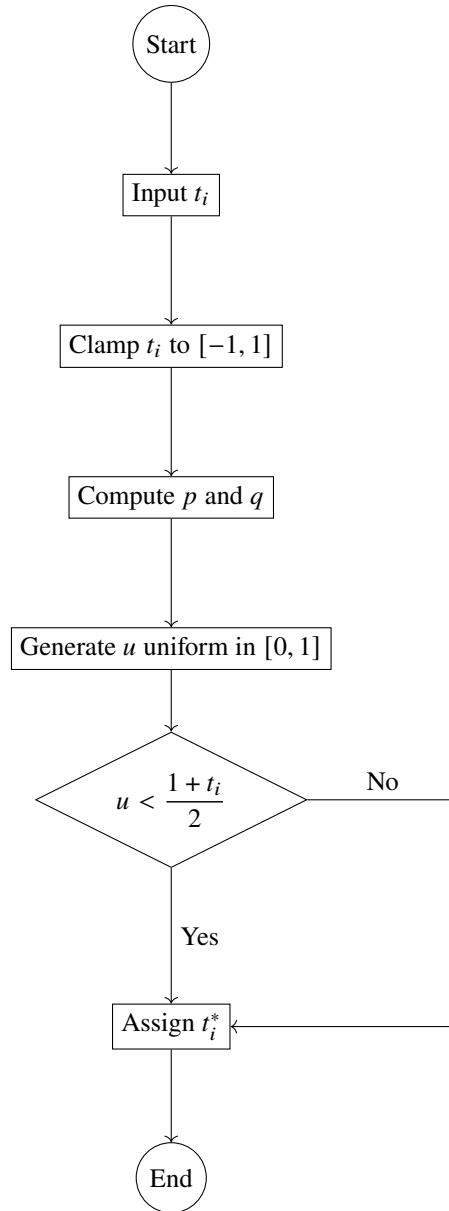 Start
Input $t_i$
Clamp $t_i$ to $[-1, 1]$
Compute $p$ and $q$
Generate $u$ uniform in $[0, 1]$
$u < \dfrac{1 + t_i}{2}$
No
Yes
Assign $t_i^*$
End